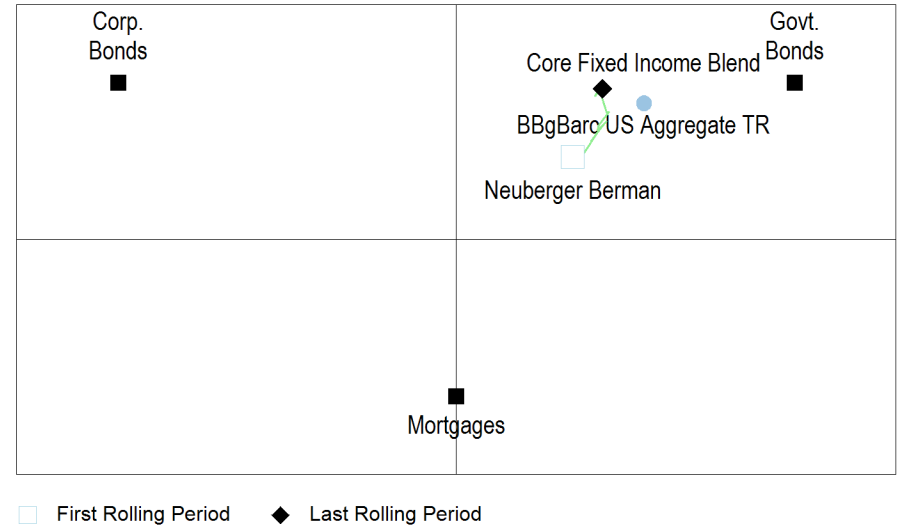 Corp.
Bonds
Govt.
Bonds
Core Fixed Income Blend
BBgBarc US Aggregate TR
Neuberger Berman
Mortgages
First Rolling Period
Last Rolling Period